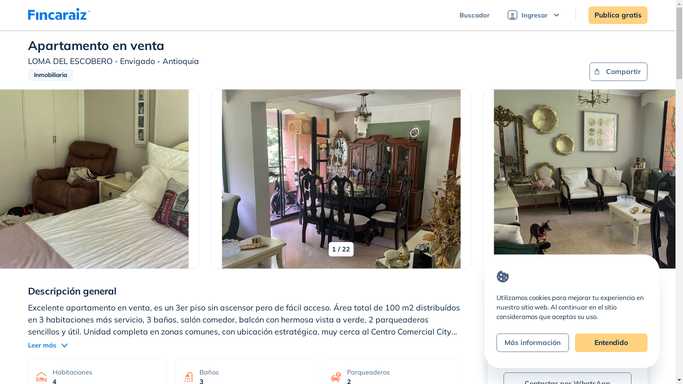 Fincaraiz
Buscador
Ingresar
Publica gratis
Apartamento en venta
LOMA DEL ESCOBERO - Envigado - Antioquia
Inmobiliaria
Compartir
1 / 22
Descripción general
Excelente apartamento en venta, es un 3er piso sin ascensor pero de fácil acceso. Área total de 100 m2 distribuidos
en 3 habitaciones más servicio, 3 baños, salón comedor, balcón con hermosa vista a verde, 2 parqueaderos
sencillos y útil. Unidad completa en zonas comunes, con ubicación estratégica, muy cerca al Centro Comercial City...
Leer más
Habitaciones
4
Baños
3
Parqueaderos
2
Utilizamos cookies para mejorar tu experiencia en
nuestro sitio web. Al continuar en el sitio
consideramos que aceptas su uso.
Más información
Entendido
Contactar por WhatsApp